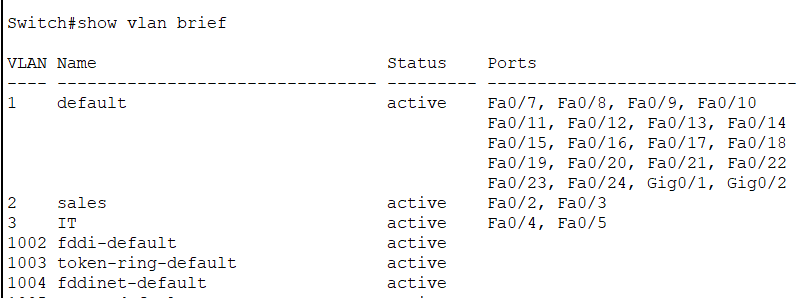 Switch#show vlan brief
VLAN Name Status Ports
---- -------------------------------- --------- -------------------------------
1 default active Fa0/7, Fa0/8, Fa0/9, Fa0/10
Fa0/11, Fa0/12, Fa0/13, Fa0/14
Fa0/15, Fa0/16, Fa0/17, Fa0/18
Fa0/19, Fa0/20, Fa0/21, Fa0/22
Fa0/23, Fa0/24, Gig0/1, Gig0/2
2 sales active Fa0/2, Fa0/3
3 IT active Fa0/4, Fa0/5
1002 fddi-default active
1003 token-ring-default active
1004 fddinet-default active